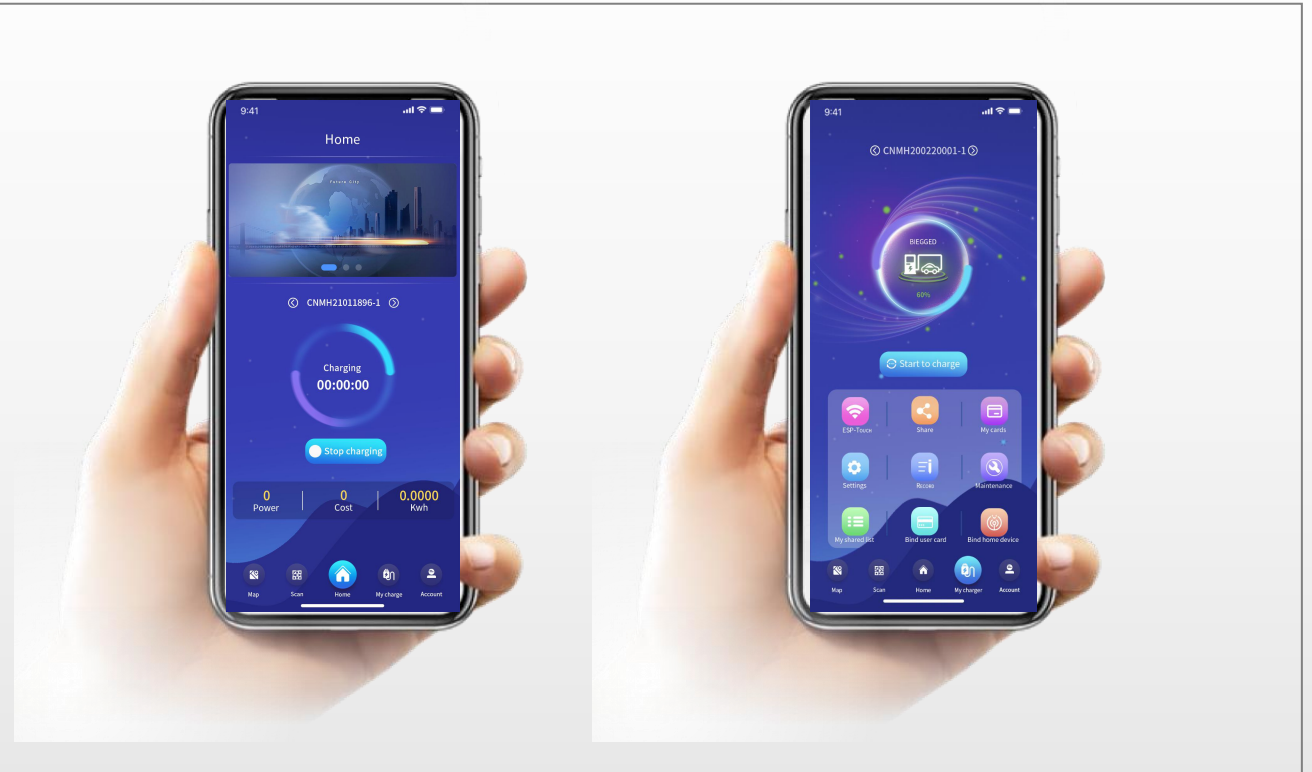 9:41
Home
Future City
CNMH21011896-1
Charging
00:00:00
Stop charging
0 0 0.0000
Power Cost Kwh
Map Scan Home My charge Account
9:41
CNMH200220001-1
BIEGGED
60%
Start to charge
ESP-Touch Share My cards
Settings Maintenance
My shared list Bind user card Bind home device
Map Scan Home My charger Account